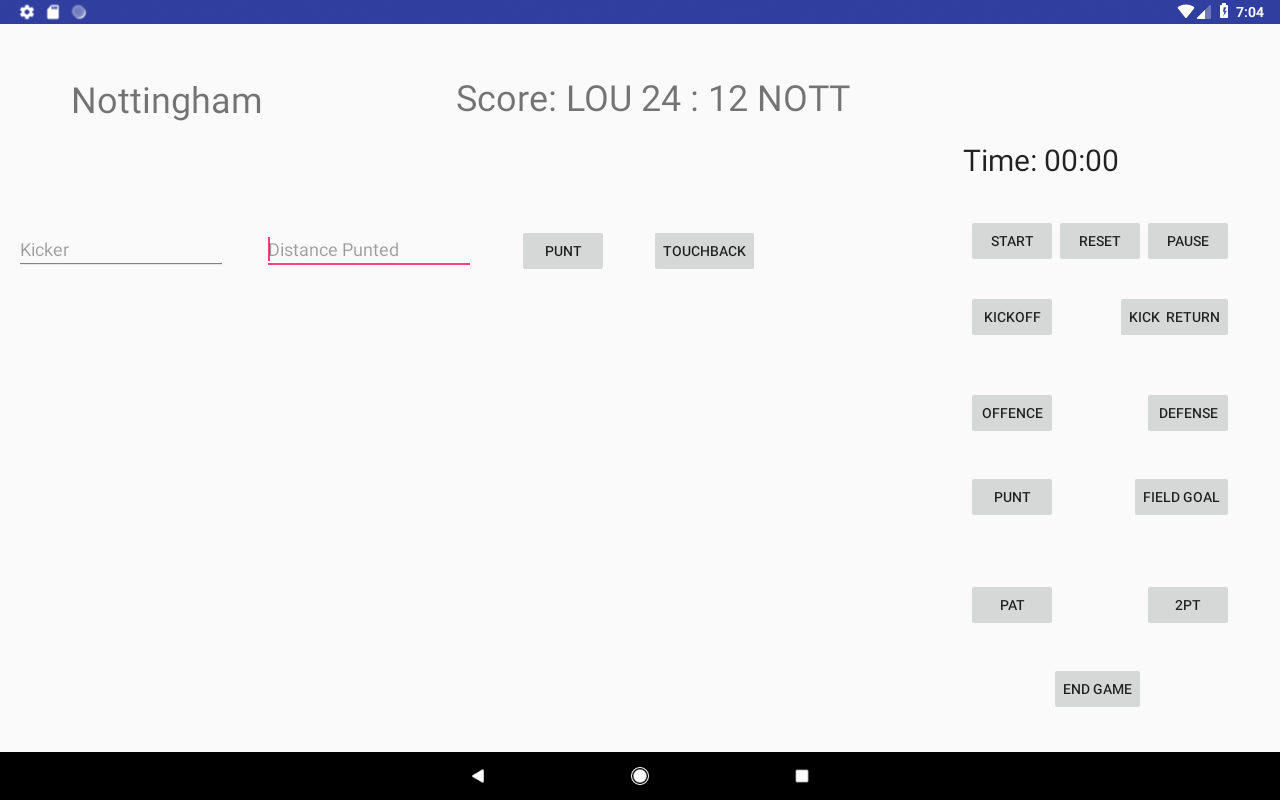 7:04
Nottingham
Score: LOU 24 : 12 NOTT
Time: 00:00
Kicker
Distance Punted
PUNT
TOUCHBACK
START
RESET
PAUSE
KICKOFF
KICK RETURN
OFFENCE
DEFENSE
PUNT
FIELD GOAL
PAT
2PT
END GAME